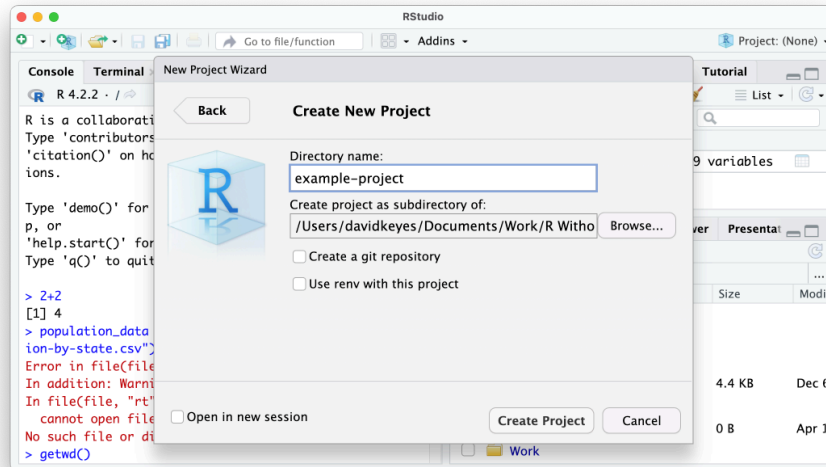 RStudio
Go to file/function
Addins
Project: (None)
Console Terminal
New Project Wizard
Tutorial
R 4.2.2 · /
Back
Create New Project
List
R is a collaborati
Type 'contributors
'citation()' on ho
ions.
Directory name:
9 variables
example-project
R
Type 'demo()' for
Create project as subdirectory of:
p, or
/Users/davidkeyes/Documents/Work/R Witho
Browse...
wer Presentat
'help.start()' for
Type 'q()' to quit
Create a git repository
...
> 2+2
Use renv with this project
Size Modi
[1] 4
> population_data
ion-by-state.csv")
Error in file(file
In addition: Warni
4.4 KB Dec 6
In file(file, "rt"
cannot open file
Open in new session
Create Project
Cancel
0 B Apr 1
No such file or di
> getwd()
Work